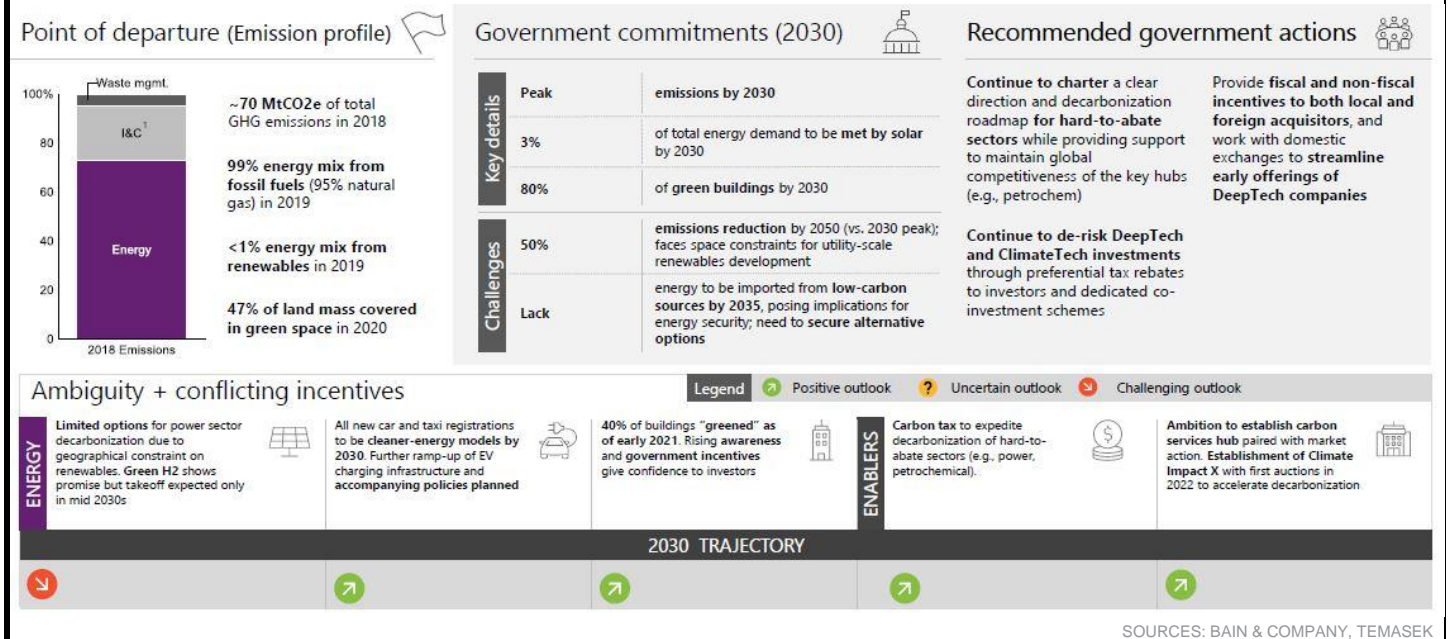 Point of departure (Emission profile)
Waste mgmt.
100%
80
60
40
20
0
I&C1
Energy
2018 Emissions
~70 MtCO2e of total
GHG emissions in 2018
99% energy mix from
fossil fuels (95% natural
gas) in 2019
<1% energy mix from
renewables in 2019
47% of land mass covered
in green space in 2020
Government commitments (2030)
Key details
Peak
emissions by 2030
3%
of total energy demand to be met by solar
by 2030
80%
of green buildings by 2030
Challenges
50%
emissions reduction by 2050 (vs. 2030 peak);
faces space constraints for utility-scale
renewables development
Lack
energy to be imported from low-carbon
sources by 2035, posing implications for
energy security; need to secure alternative
options
Recommended government actions
Continue to charter a clear
direction and decarbonization
roadmap for hard-to-abate
sectors while providing support
to maintain global
competitiveness of the key hubs
(e.g., petrochem)
Continue to de-risk DeepTech
and ClimateTech investments
through preferential tax rebates
to investors and dedicated co-
investment schemes
Provide fiscal and non-fiscal
incentives to both local and
foreign acquisitors, and
work with domestic
exchanges to streamline
early offerings of
DeepTech companies
Ambiguity + conflicting incentives
Legend
Positive outlook
? Uncertain outlook
Challenging outlook
ENERGY
Limited options for power sector
decarbonization due to
geographical constraint on
renewables. Green H2 shows
promise but takeoff expected only
in mid 2030s
All new car and taxi registrations
to be cleaner-energy models by
2030. Further ramp-up of EV
charging infrastructure and
accompanying policies planned
40% of buildings "greened" as
of early 2021. Rising awareness
and government incentives
give confidence to investors
ENABLERS
Carbon tax to expedite
decarbonization of hard-to-
abate sectors (e.g., power,
petrochemical).
$
Ambition to establish carbon
services hub paired with market
action. Establishment of Climate
Impact X with first auctions in
2022 to accelerate decarbonization
2030 TRAJECTORY
SOURCES: BAIN & COMPANY, TEMASEK